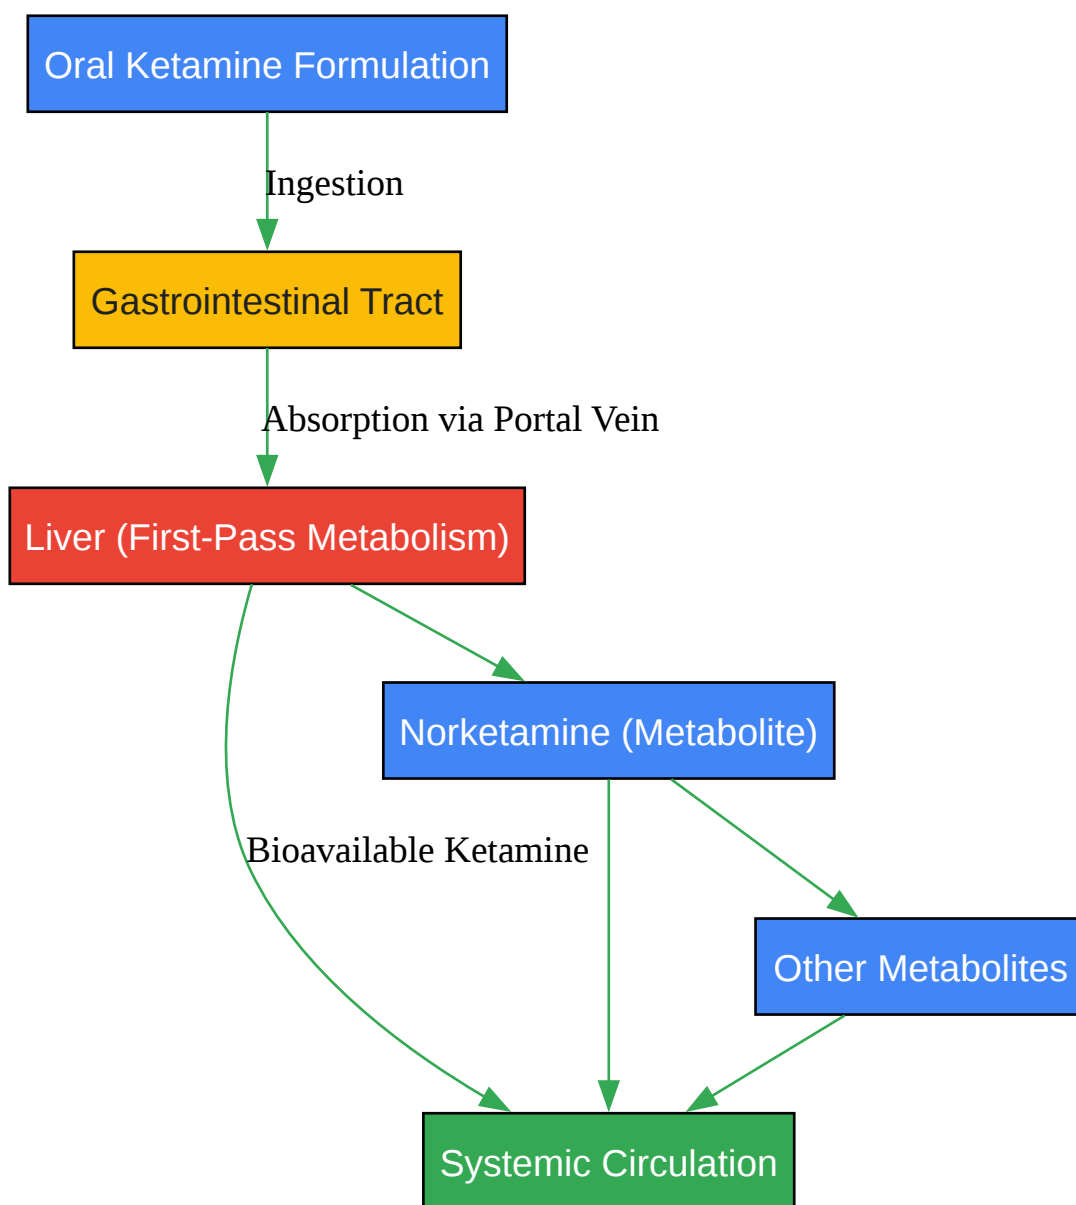 Oral Ketamine Formulation
Ingestion
Gastrointestinal Tract
Absorption via Portal Vein
Liver (First-Pass Metabolism)
Norketamine (Metabolite)
Bioavailable Ketamine
Other Metabolites
Systemic Circulation